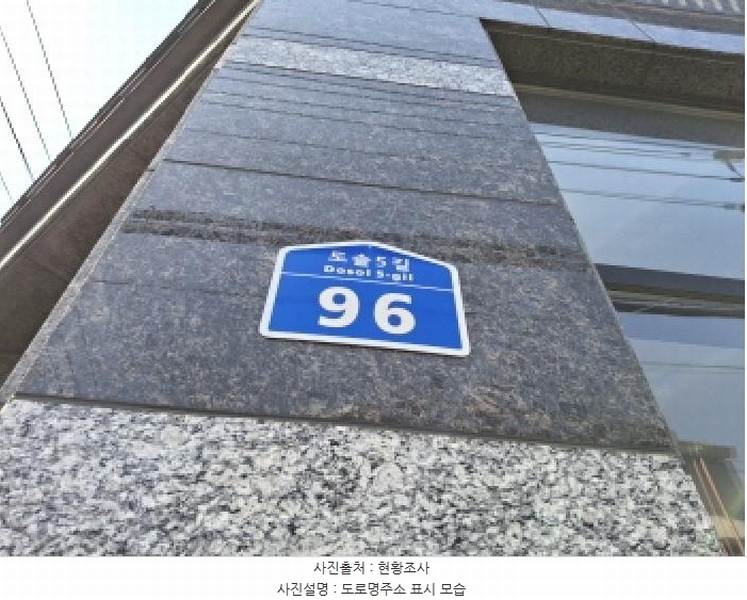 도솔5길
Dosol 5-gil
96
사진출처 : 현황조사
사진설명 : 도로명주소 표시 모습